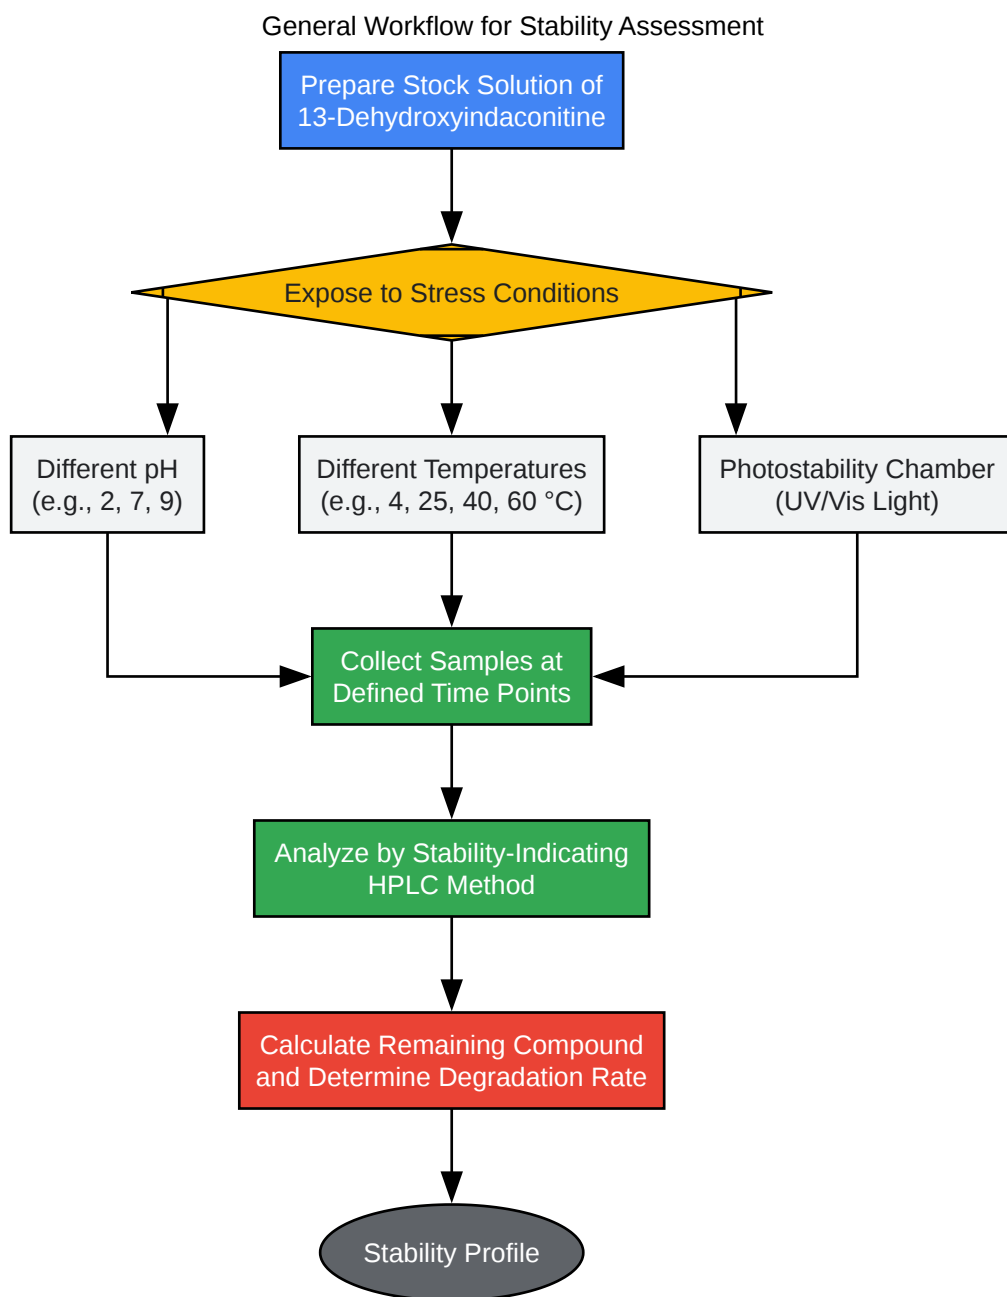 General Workflow for Stability Assessment
Prepare Stock Solution of
13-Dehydroxyindaconitine
Expose to Stress Conditions
Different pH
(e.g., 2, 7, 9)
Different Temperatures
(e.g., 4, 25, 40, 60 °C)
Photostability Chamber
(UV/Vis Light)
Collect Samples at
Defined Time Points
Analyze by Stability-Indicating
HPLC Method
Calculate Remaining Compound
and Determine Degradation Rate
Stability Profile